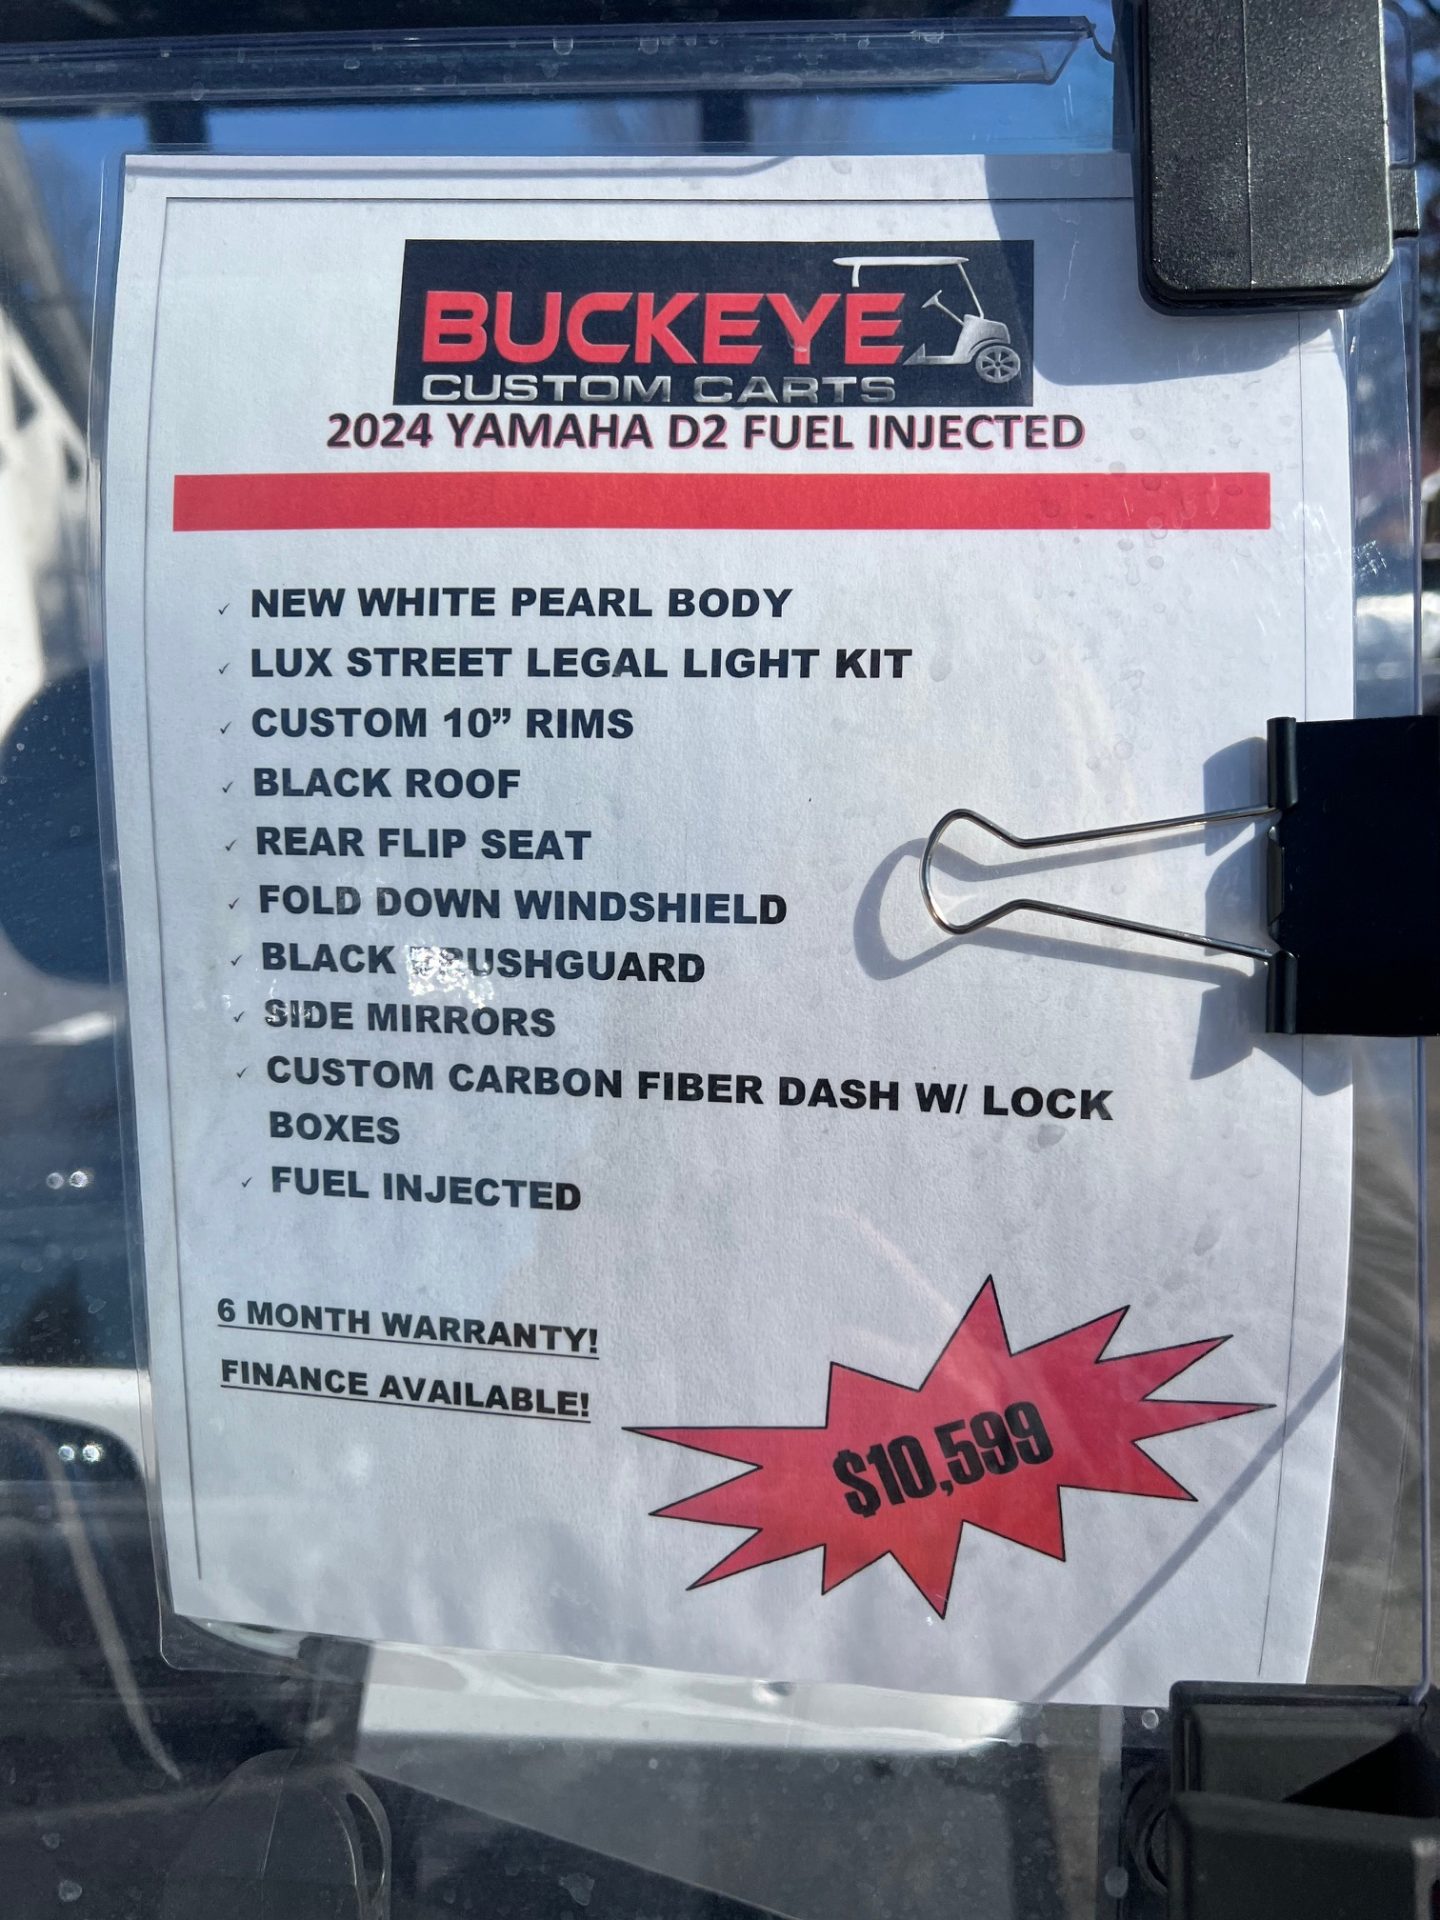 BUCKEYE
CUSTOM CARTS
2024 YAMAHA D2 FUEL INJECTED
✓ NEW WHITE PEARL BODY
✓ LUX STREET LEGAL LIGHT KIT
✓ CUSTOM 10” RIMS
✓ BLACK ROOF
✓ REAR FLIP SEAT
✓ FOLD DOWN WINDSHIELD
✓ BLACK BRUSHGUARD
✓ SIDE MIRRORS
✓ CUSTOM CARBON FIBER DASH W/ LOCK
BOXES
✓ FUEL INJECTED
6 MONTH WARRANTY!
FINANCE AVAILABLE!
$10,599